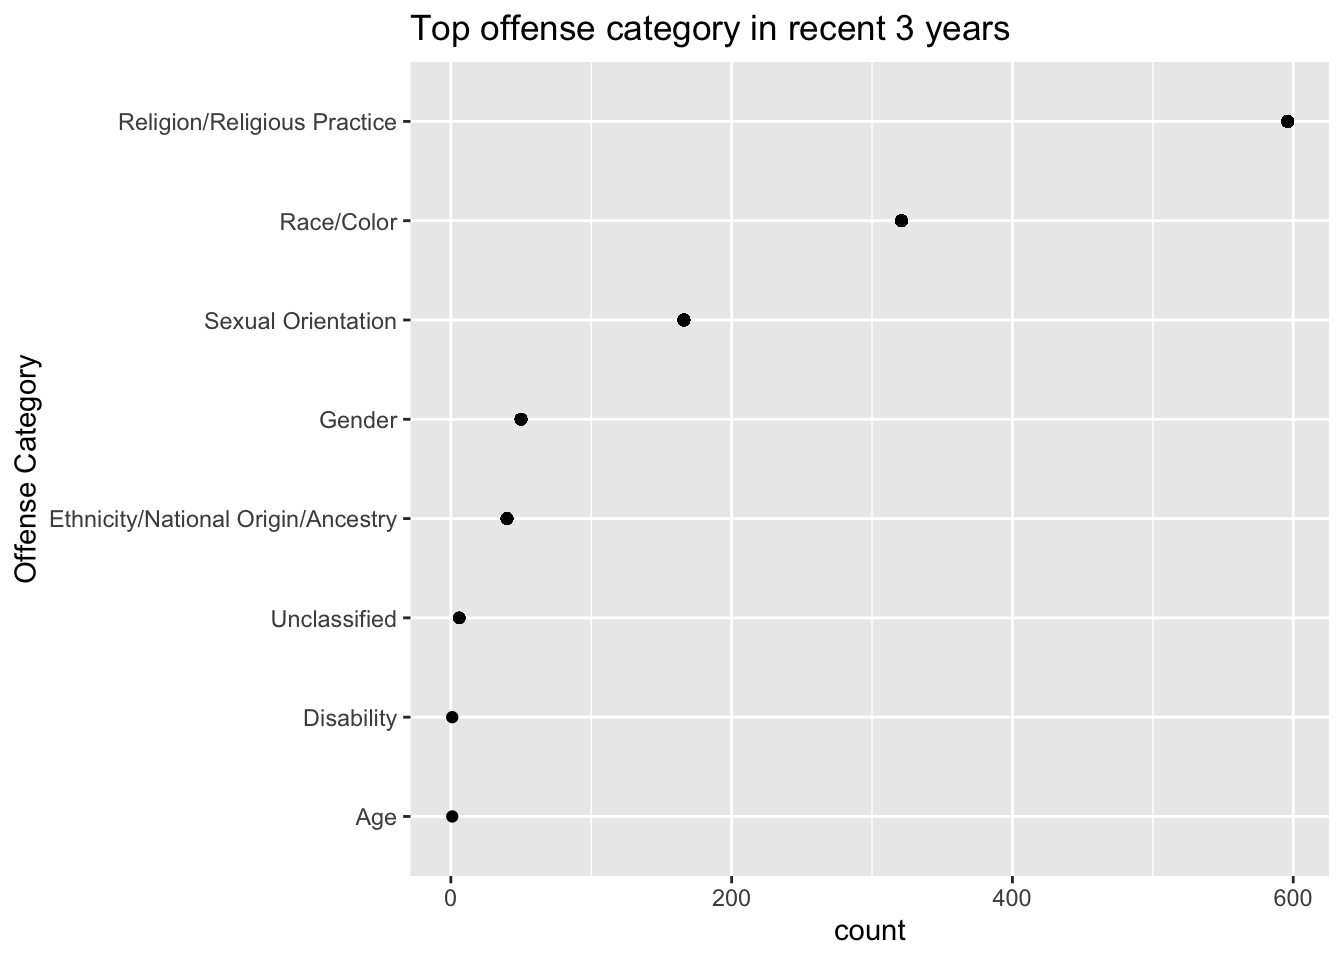 Top offense category in recent 3 years
Religion/Religious Practice
Race/Color
Sexual Orientation
Gender
Ethnicity/National Origin/Ancestry
Unclassified
Disability
Age
Offense Category
0
200
400
600
count